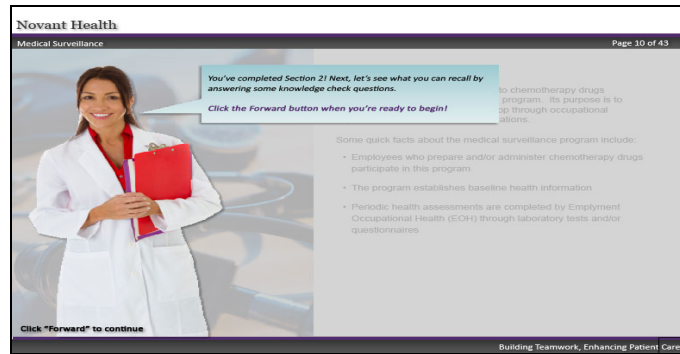 Novant Health
Medical Surveillance
Page 10 of 43
You've completed Section 2! Next, let's see what you can recall by
answering some knowledge check questions.
Click the Forward button when you're ready to begin!
to chemotherapy drugs
program. Its purpose is to
op through occupational
ations.
Some quick facts about the medical surveillance program include:
• Employees who prepare and/or administer chemotherapy drugs
participate in this program
• The program establishes baseline health information
• Periodic health assessments are completed by Emplyment
Occupational Health (EOH) through laboratory tests and/or
questionnaires
Click "Forward" to continue
Building Teamwork, Enhancing Patient Care